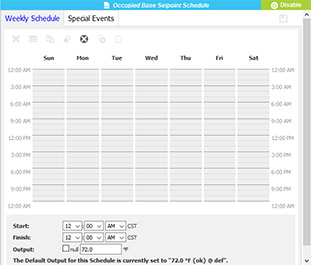 Occupied Base Setpoint Schedule
Disable
Weekly Schedule Special Events
Sun Mon Tue Wed Thu Fri Sat
12:00 AM 12:00 AM
3:00 AM 3:00 AM
6:00 AM 6:00 AM
9:00 AM 9:00 AM
12:00 PM 12:00 PM
3:00 PM 3:00 PM
6:00 PM 6:00 PM
9:00 PM 9:00 PM
12:00 AM 12:00 AM
Start: 12 : 00 AM CST
Finish: 12 : 00 AM CST
Output: null 72.0 °F
The Default Output for this Schedule is currently set to "72.0 °F {ok} @ def".